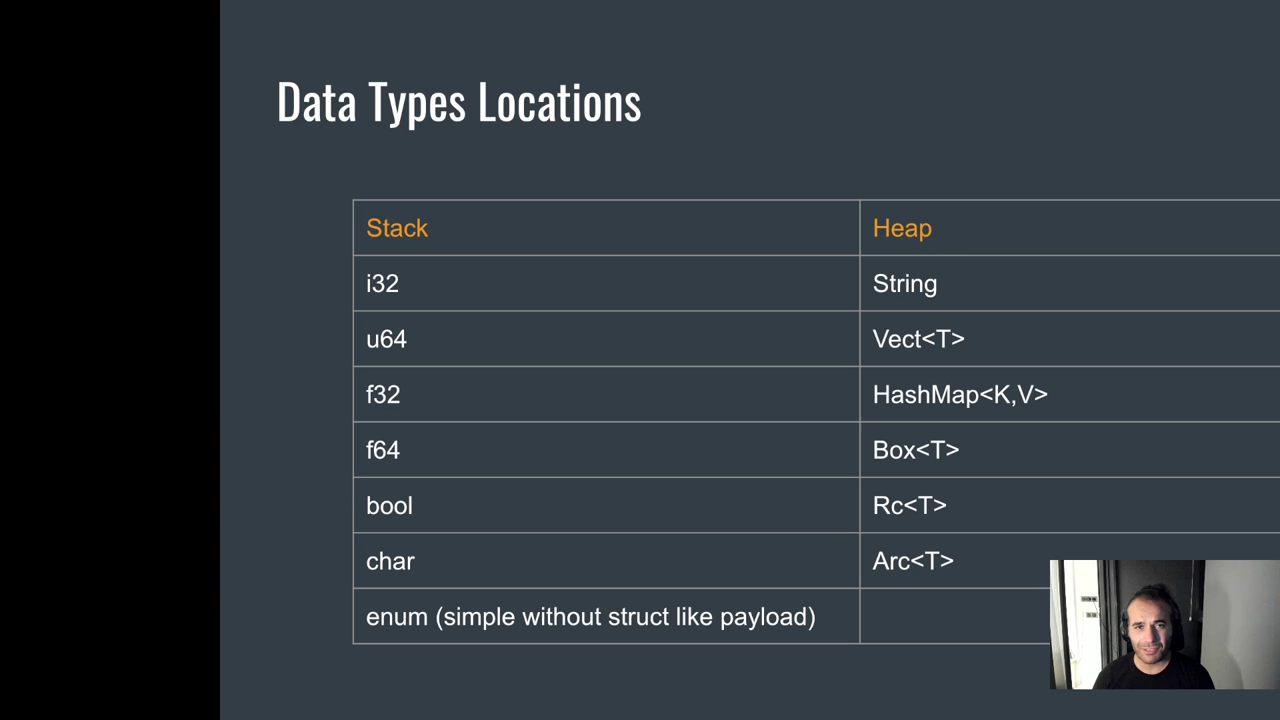 Data Types Locations
Stack Heap
i32 String
u64 Vect<T>
f32 HashMap<K,V>
f64 Box<T>
bool Rc<T>
char Arc<T>
enum (simple without struct like payload)